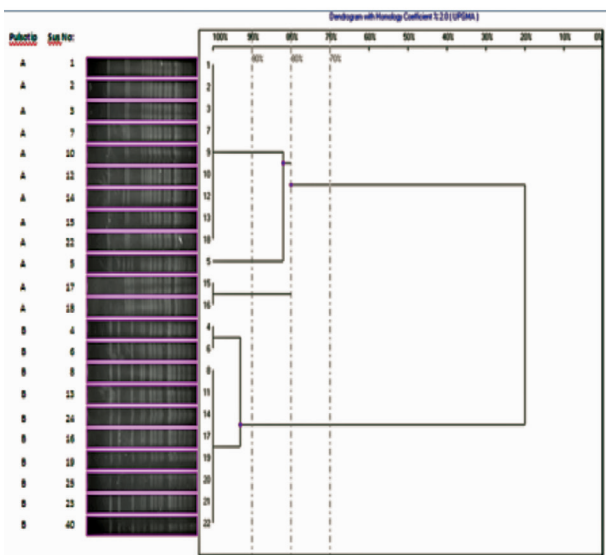 Dendrogram with Homology Coefficient %:2.0 ( UPGMA )
Pulsotip Sus No:
100% 90% 80% 70% 60% 50% 40% 30% 20% 10% 0%
90% 80% 70%
A 1 1
A 2 2
A 3 3
A 7 7
A 10 9
A 12 10
A 14 12
A 15 13
A 22 18
A 5 5
A 17 15
A 18 16
B 4 4
B 6 6
B 8 8
B 13 11
B 24 14
B 16 17
B 19 19
B 25 20
B 23 21
B 40 22